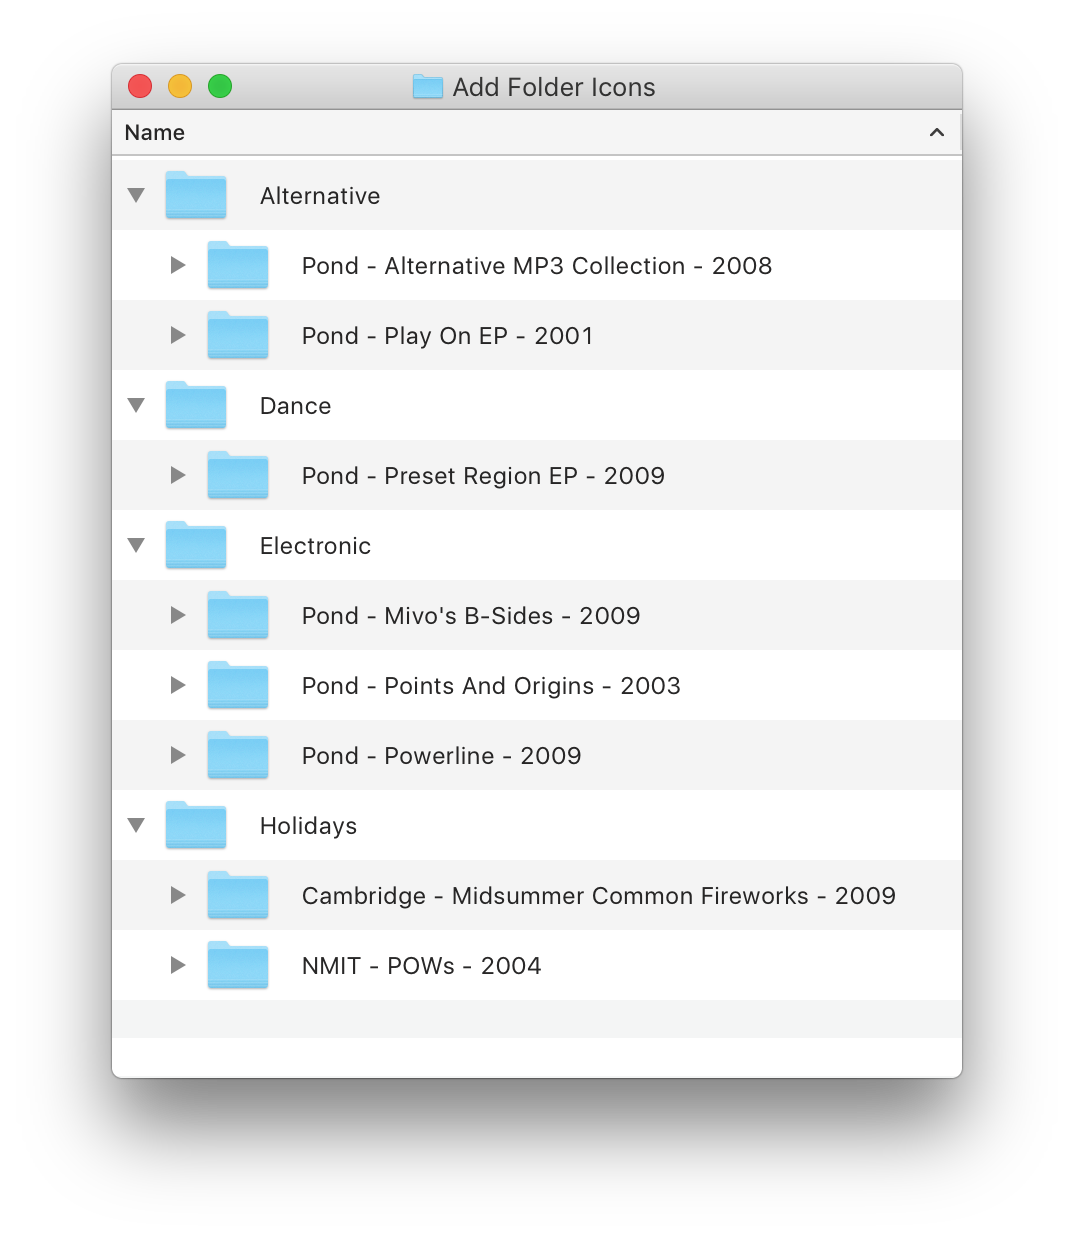 Add Folder Icons
Name
Alternative
Pond - Alternative MP3 Collection - 2008
Pond - Play On EP - 2001
Dance
Pond - Preset Region EP - 2009
Electronic
Pond - Mivo's B-Sides - 2009
Pond - Points And Origins - 2003
Pond - Powerline - 2009
Holidays
Cambridge - Midsummer Common Fireworks - 2009
NMIT - POWs - 2004